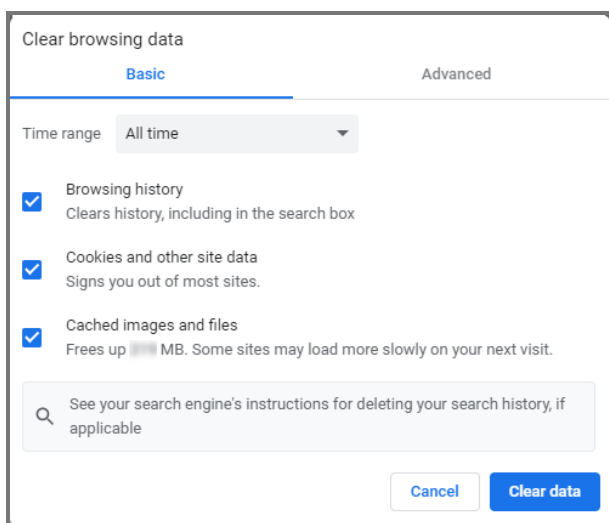 Clear browsing data
Basic
Advanced
Time range
All time
Browsing history
Clears history, including in the search box
Cookies and other site data
Signs you out of most sites.
Cached images and files
Frees up MB. Some sites may load more slowly on your next visit.
See your search engine's instructions for deleting your search history, if
applicable
Cancel
Clear data